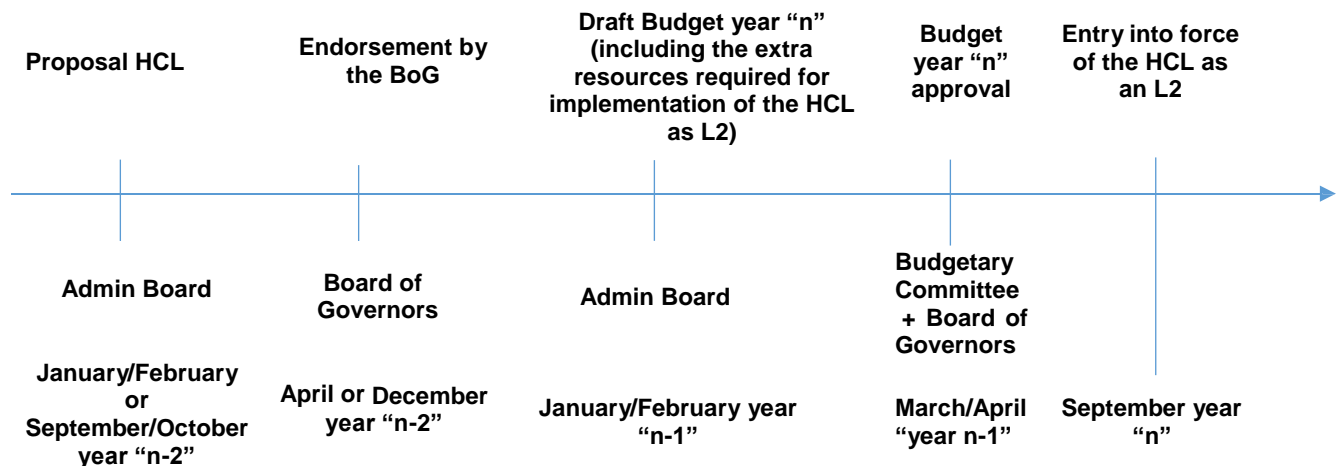 Proposal HCL
Endorsement by
the BoG
Draft Budget year “n”
(including the extra
resources required for
implementation of the HCL
as L2)
Budget
year “n”
approval
Entry into force
of the HCL as
an L2
Admin Board
Board of
Governors
Admin Board
Budgetary
Committee
+ Board of
Governors
January/February
or
September/October
year “n-2”
April or December
year “n-2”
January/February year
“n-1”
March/April
“year n-1”
September year
“n”